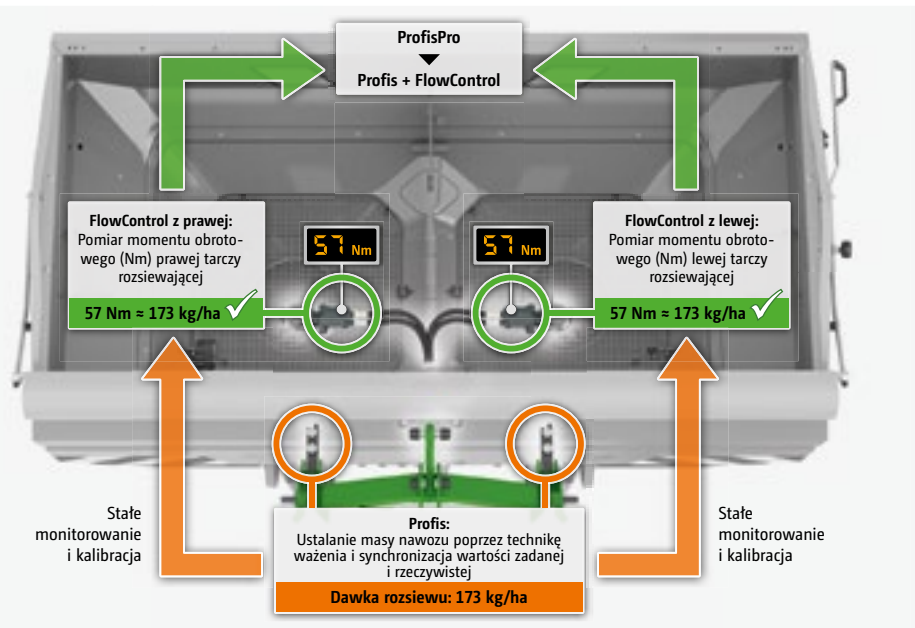 ProfisPro
Profis + FlowControl
FlowControl z prawej:
Pomiar momentu obroto-
wego (Nm) prawej tarczy
rozsiewającej
57 Nm ≈ 173 kg/ha
57 Nm
57 Nm
FlowControl z lewej:
Pomiar momentu obroto-
wego (Nm) lewej tarczy
rozsiewającej
57 Nm ≈ 173 kg/ha
Stałe
monitorowanie
i kalibracja
Profis:
Ustalanie masy nawozu poprzez technikę
ważenia i synchronizacja wartości zadanej
i rzeczywistej
Dawka rozsiewu: 173 kg/ha
Stałe
monitorowanie
i kalibracja